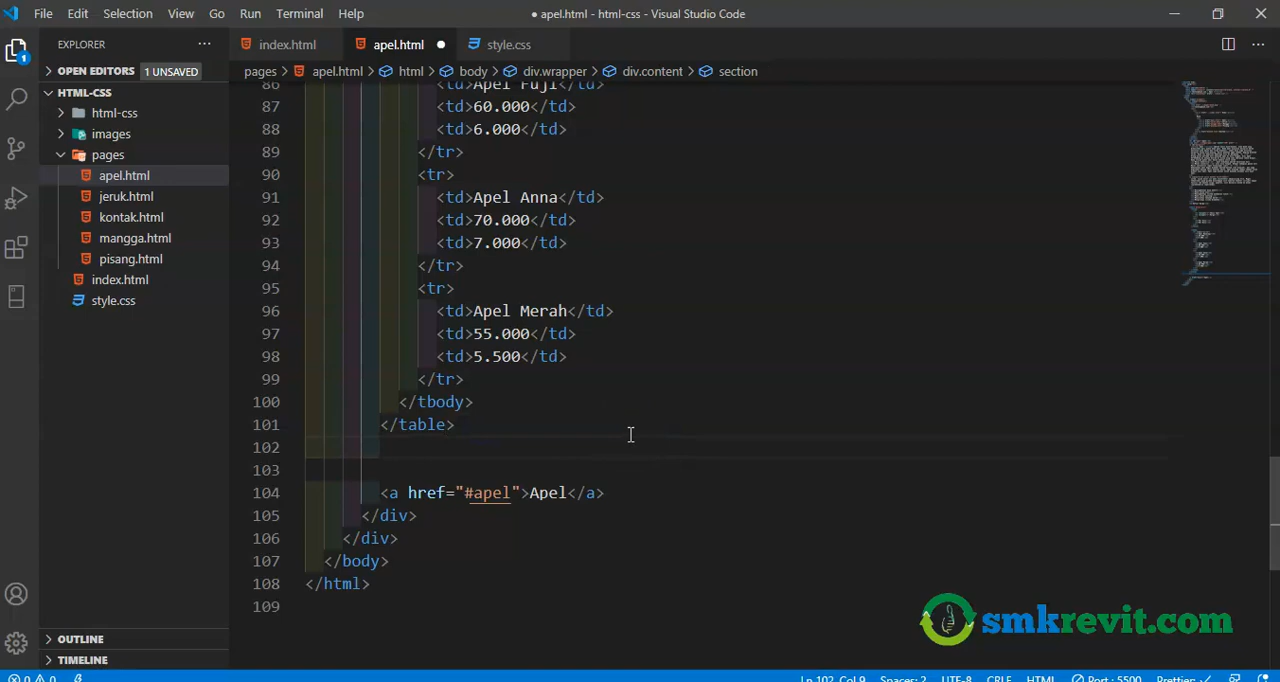 File Edit Selection View Go Run Terminal Help
● apel.html - html-css - Visual Studio Code
EXPLORER
index.html
apel.html
style.css
OPEN EDITORS 1 UNSAVED
pages > apel.html > html > body > div.wrapper > div.content > section
HTML-CSS
html-css
images
pages
apel.html
jeruk.html
kontak.html
mangga.html
pisang.html
index.html
style.css
1
86 <td>Apel Fuji</td>
87 <td>60.000</td>
88 <td>6.000</td>
89 </tr>
90 <tr>
91 <td>Apel Anna</td>
92 <td>70.000</td>
93 <td>7.000</td>
94 </tr>
95 <tr>
96 <td>Apel Merah</td>
97 <td>55.000</td>
98 <td>5.500</td>
99 </tr>
100 </tbody>
101 </table>
102
103
104 <a href="#apel">Apel</a>
105 </div>
106 </div>
107 </body>
108 </html>
109
smkrevit.com
OUTLINE
TIMELINE
0 0 Ln 102, Col 9 Spaces: 2 UTF-8 CRLF HTML Port : 5500 Prettier